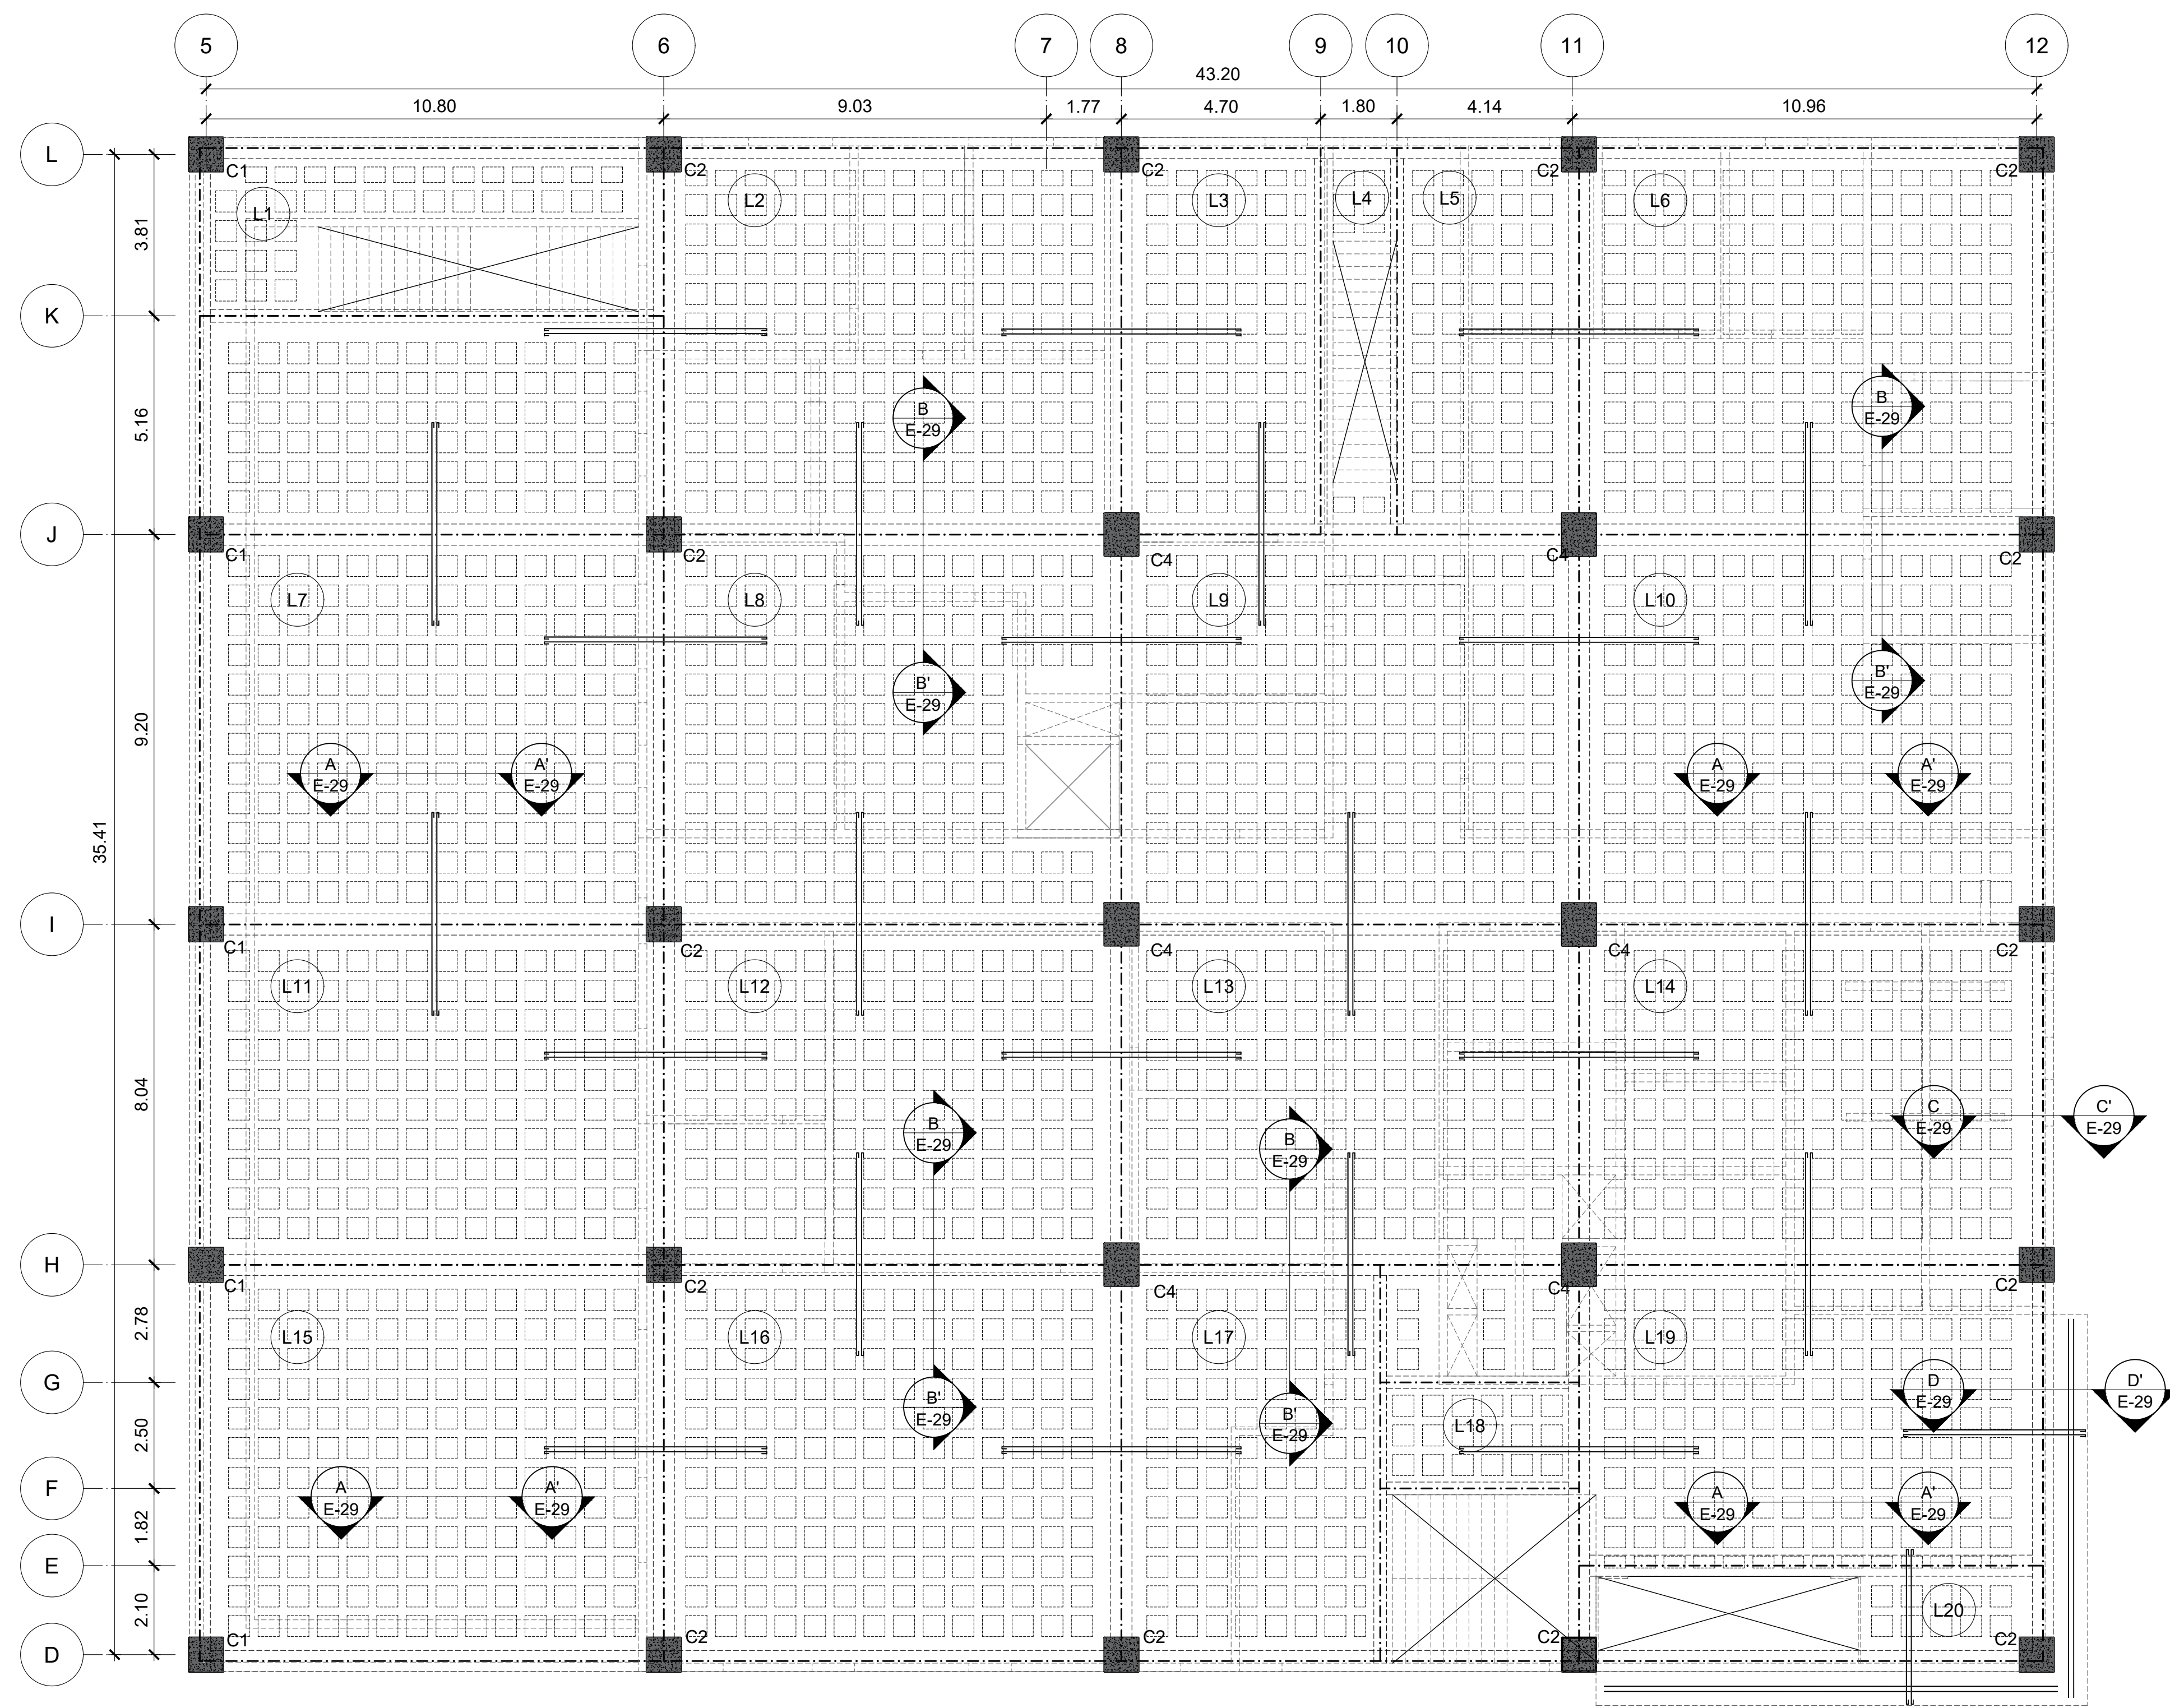 5 6 7 8 9 10 11 12
43.20
10.80 9.03 1.77 4.70 1.80 4.14 10.96
L
C1 C2 C2 C2 C2
L1 L2 L3 L4 L5 L6
3.81
K
5.16
B B
E-29 E-29
J
C1 C2 C4 C4 C2
L7 L8 L9 L10
B' B'
E-29 E-29
9.20
A A' A A'
E-29 E-29 E-29 E-29
35.41
I
C1 C2 C4 C4 C2
L11 L12 L13 L14
8.04
B B C C'
E-29 E-29 E-29 E-29
H
C1 C2 C4 C4 C2
2.78
L15 L16 L17 L19
G
B' B' D D'
E-29 E-29 E-29 E-29
2.50
L18
F
A A' A A'
E-29 E-29 E-29 E-29
1.82
E
2.10
L20
D
C1 C2 C2 C2 C2